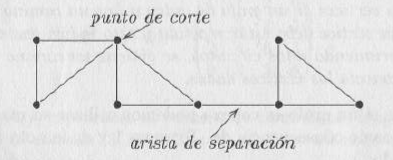 punto de corte
arista de separación